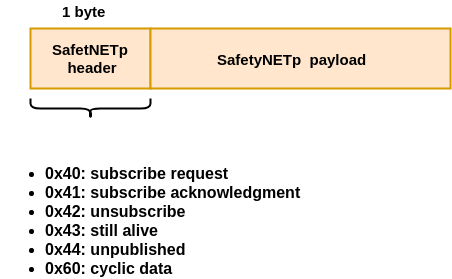 1 byte
SafetNETp header
SafetyNETp payload
0x40: subscribe request
0x41: subscribe acknowledgment
0x42: unsubscribe
0x43: still alive
0x44: unpublished
0x60: cyclic data